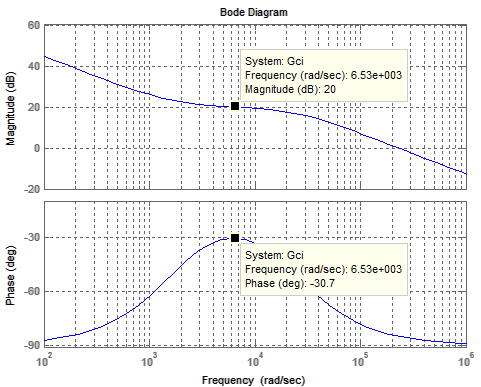 Bode Diagram
60
40
20
0
-20
Magnitude (dB)
System: Gci
Frequency (rad/sec): 6.53e+003
Magnitude (dB): 20
-30
-60
-90
Phase (deg)
System: Gci
Frequency (rad/sec): 6.53e+003
Phase (deg): -30.7
10^2 10^3 10^4 10^5 10^6
Frequency (rad/sec)